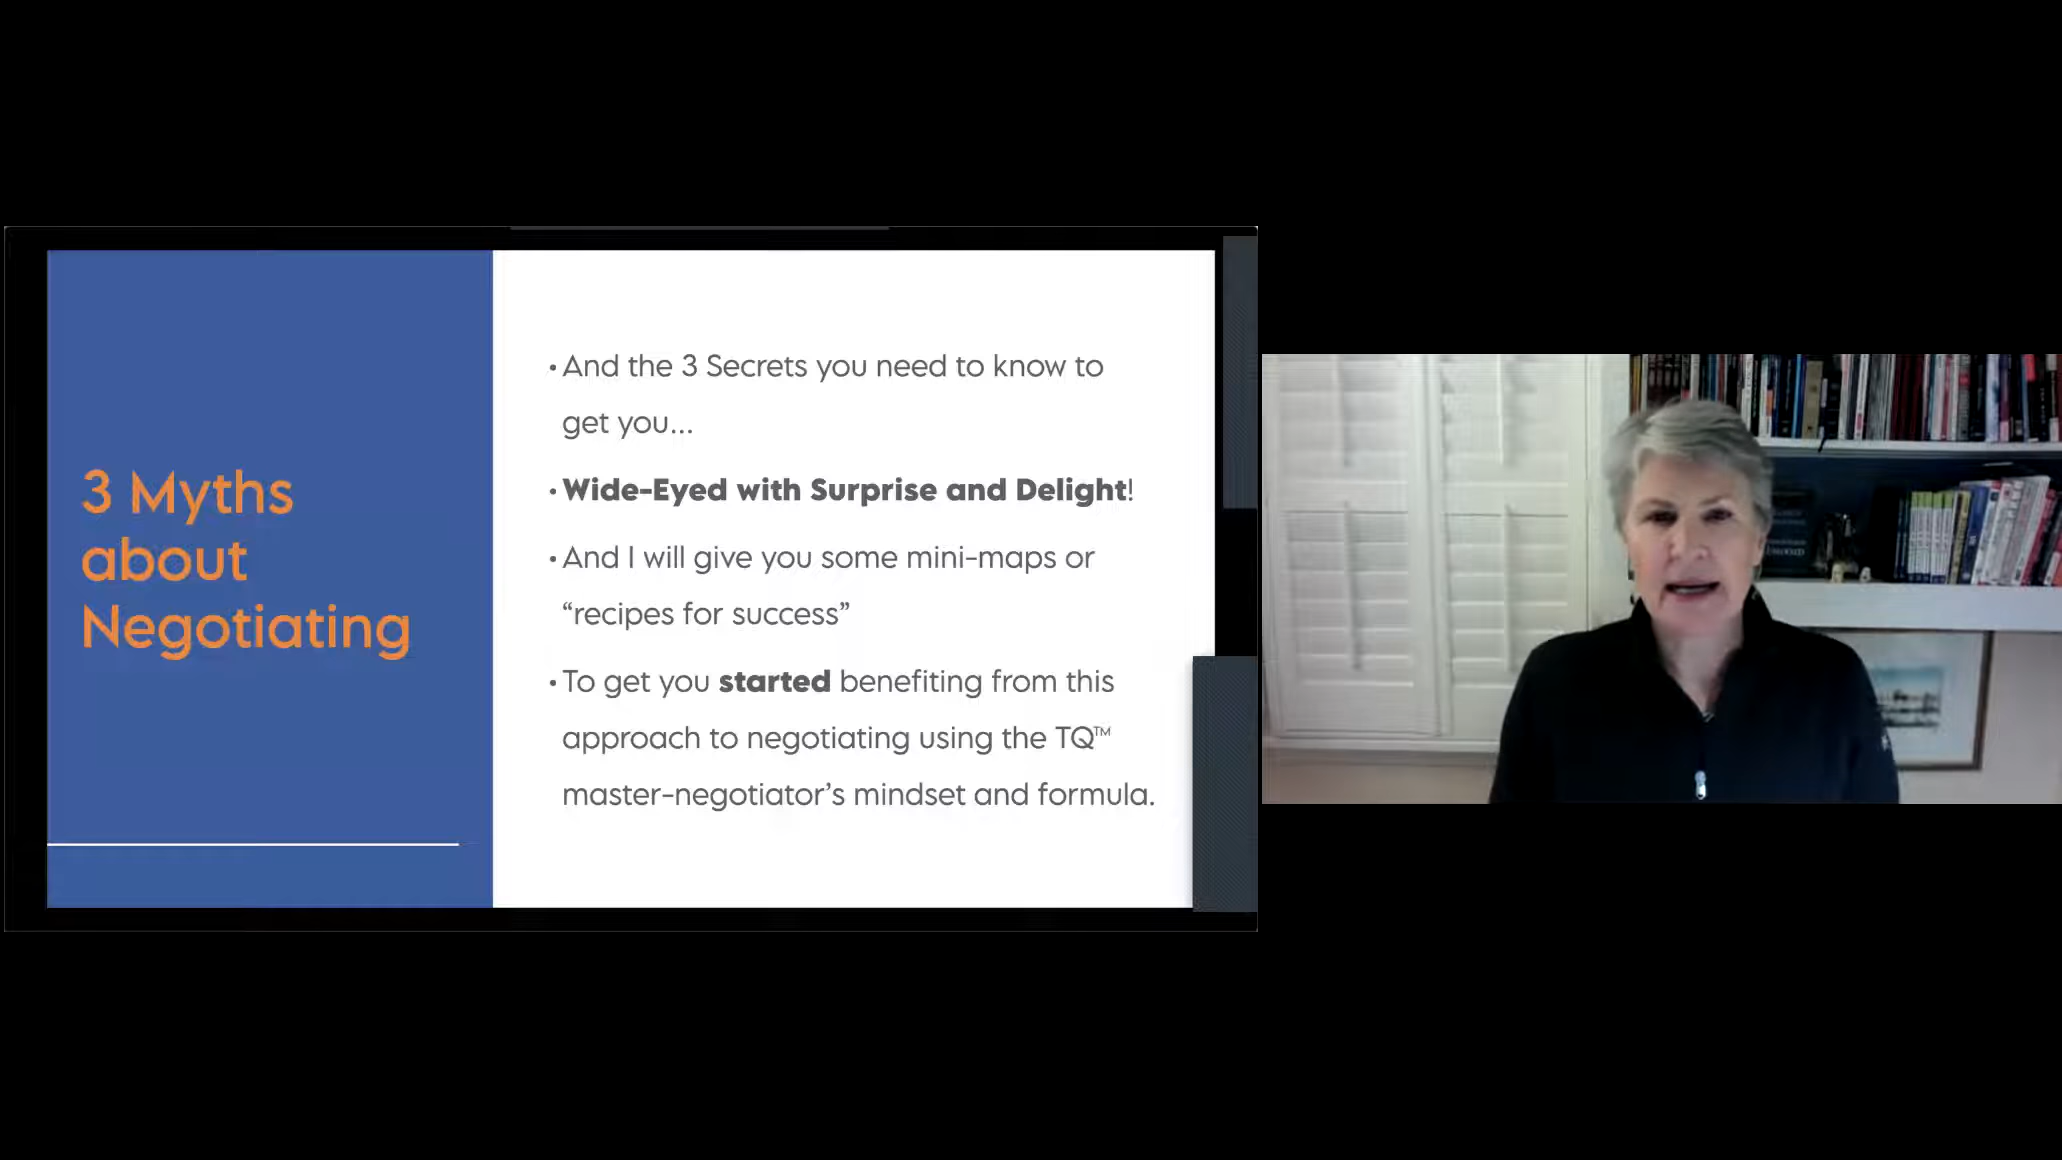 3 Myths
about
Negotiating
• And the 3 Secrets you need to know to
get you...
• Wide-Eyed with Surprise and Delight!
• And I will give you some mini-maps or
“recipes for success”
• To get you started benefiting from this
approach to negotiating using the TQ™
master-negotiator’s mindset and formula.